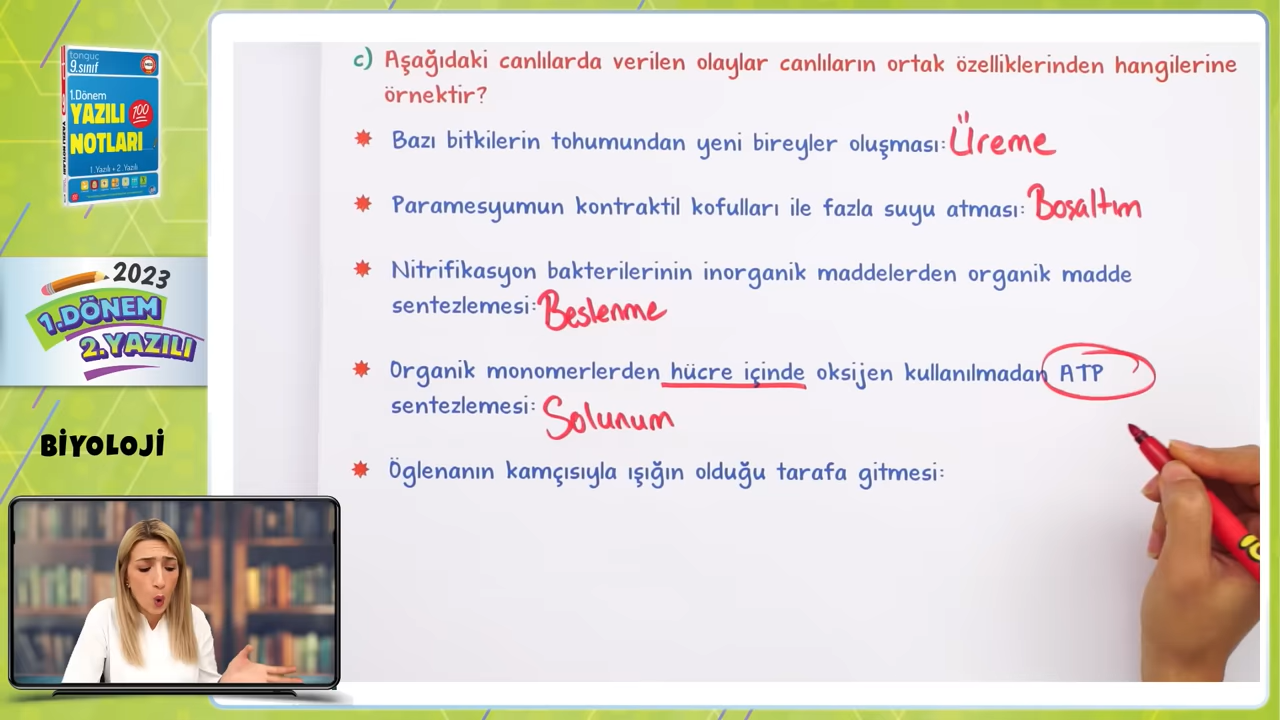 tonguç
9.sınıf
1.Dönem
YAZILI
NOTLARI
100
1.Yazılı + 2.Yazılı
YAZILI NOTLARI
2023
1.DÖNEM
2.YAZILI
BİYOLOJİ
c) Aşağıdaki canlılarda verilen olaylar canlıların ortak özelliklerinden hangilerine
örnektir?
Bazı bitkilerin tohumundan yeni bireyler oluşması: Üreme
Paramesyumun kontraktil kofulları ile fazla suyu atması: Bosaltım
Nitrifikasyon bakterilerinin inorganik maddelerden organik madde
sentezlemesi: Beslenme
Organik monomerlerden hücre içinde oksijen kullanılmadan ATP
sentezlemesi: Solunum
Öglenanın kamçısıyla ışığın olduğu tarafa gitmesi: